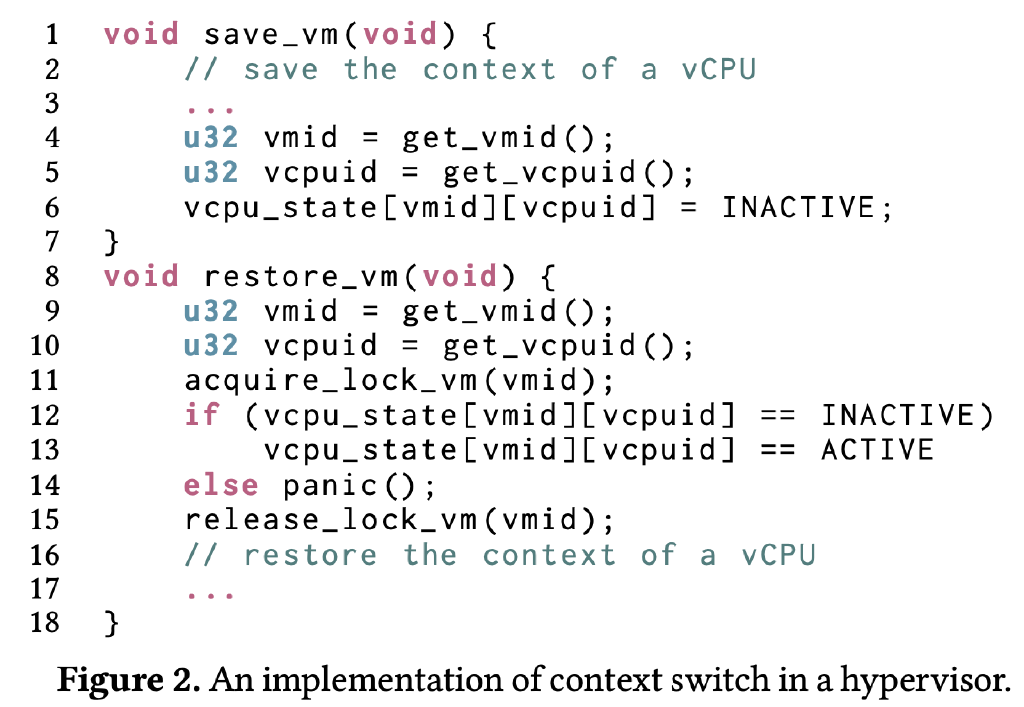 1 void save_vm(void) {
2 // save the context of a vCPU
3 ...
4 u32 vmid = get_vmid();
5 u32 vcpuid = get_vcpuid();
6 vcpu_state[vmid][vcpuid] = INACTIVE;
7 }
8 void restore_vm(void) {
9 u32 vmid = get_vmid();
10 u32 vcpuid = get_vcpuid();
11 acquire_lock_vm(vmid);
12 if (vcpu_state[vmid][vcpuid] == INACTIVE)
13 vcpu_state[vmid][vcpuid] == ACTIVE
14 else panic();
15 release_lock_vm(vmid);
16 // restore the context of a vCPU
17 ...
18 }
Figure 2. An implementation of context switch in a hypervisor.